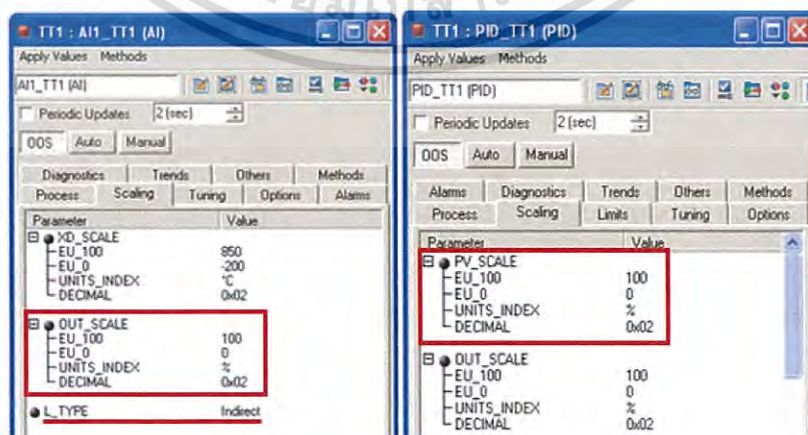 TT1 : AI1_TT1 (AI)
Apply Values Methods
AI1_TT1 (AI)
Periodic Updates 2 (sec)
OOS Auto Manual
Diagnostics Trends Others Methods
Process Scaling Tuning Options Alarms
Parameter Value
XD_SCALE
EU_100 850
EU_0 -200
UNITS_INDEX °C
DECIMAL 0x02
OUT_SCALE
EU_100 100
EU_0 0
UNITS_INDEX %
DECIMAL 0x02
L_TYPE Indirect
TT1 : PID_TT1 (PID)
Apply Values Methods
PID_TT1 (PID)
Periodic Updates 2 (sec)
OOS Auto Manual
Alarms Diagnostics Trends Others Methods
Process Scaling Limits Tuning Options
Parameter Value
PV_SCALE
EU_100 100
EU_0 0
UNITS_INDEX %
DECIMAL 0x02
OUT_SCALE
EU_100 100
EU_0 0
UNITS_INDEX %
DECIMAL 0x02